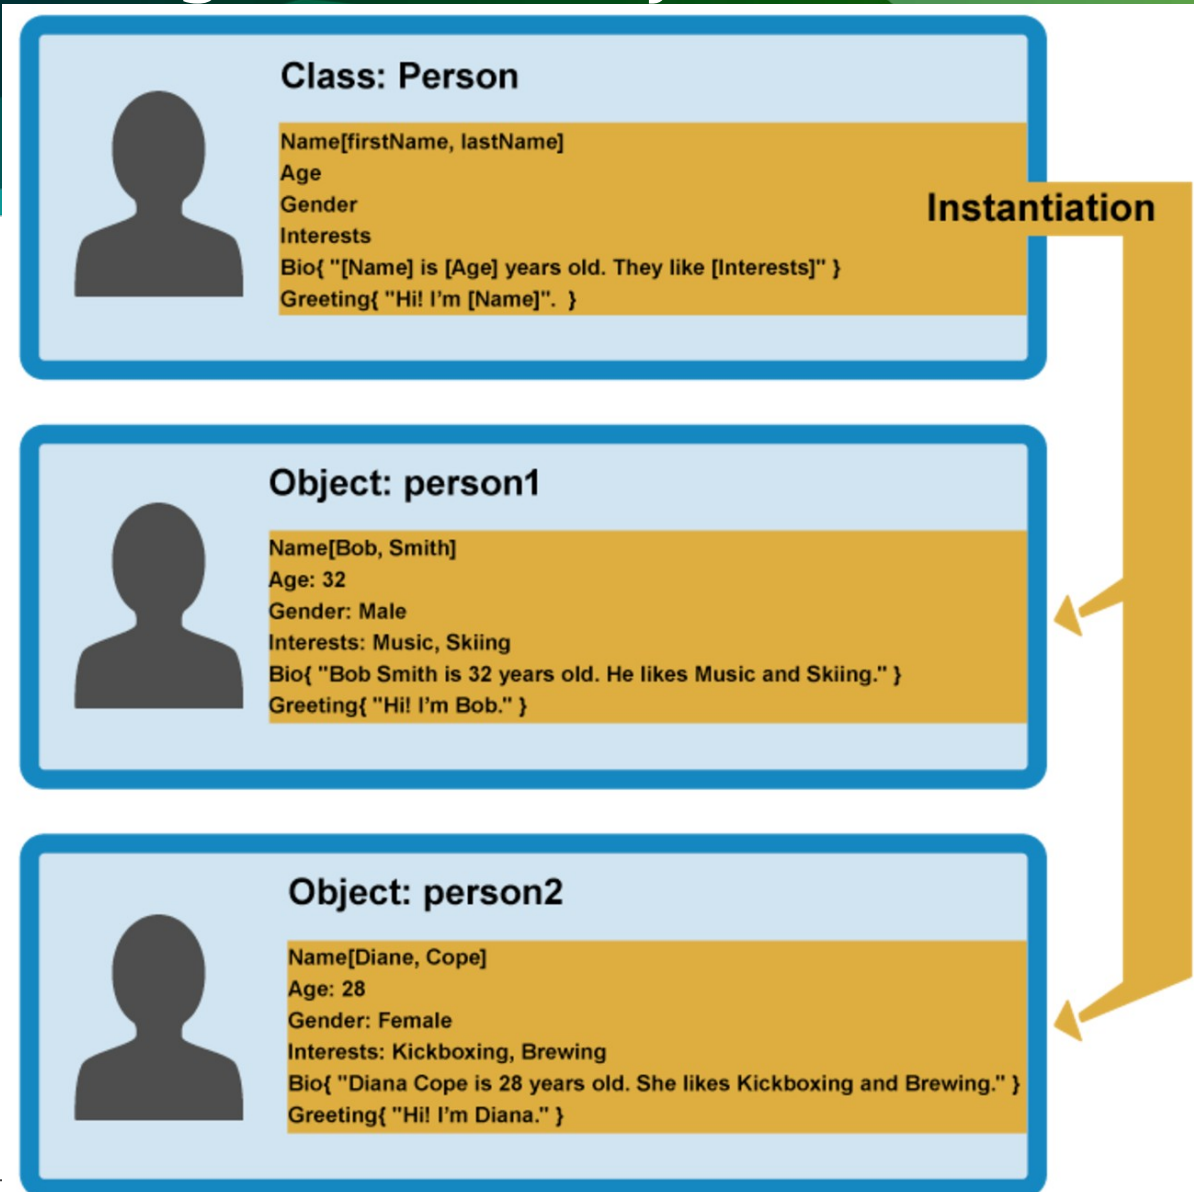 Class: Person
Name[firstName, lastName]
Age
Gender
Interests
Bio{ "[Name] is [Age] years old. They like [Interests]" }
Greeting{ "Hi! I'm [Name]".  }
Instantiation
Object: person1
Name[Bob, Smith]
Age: 32
Gender: Male
Interests: Music, Skiing
Bio{ "Bob Smith is 32 years old. He likes Music and Skiing." }
Greeting{ "Hi! I'm Bob." }
Object: person2
Name[Diane, Cope]
Age: 28
Gender: Female
Interests: Kickboxing, Brewing
Bio{ "Diana Cope is 28 years old. She likes Kickboxing and Brewing." }
Greeting{ "Hi! I'm Diana." }